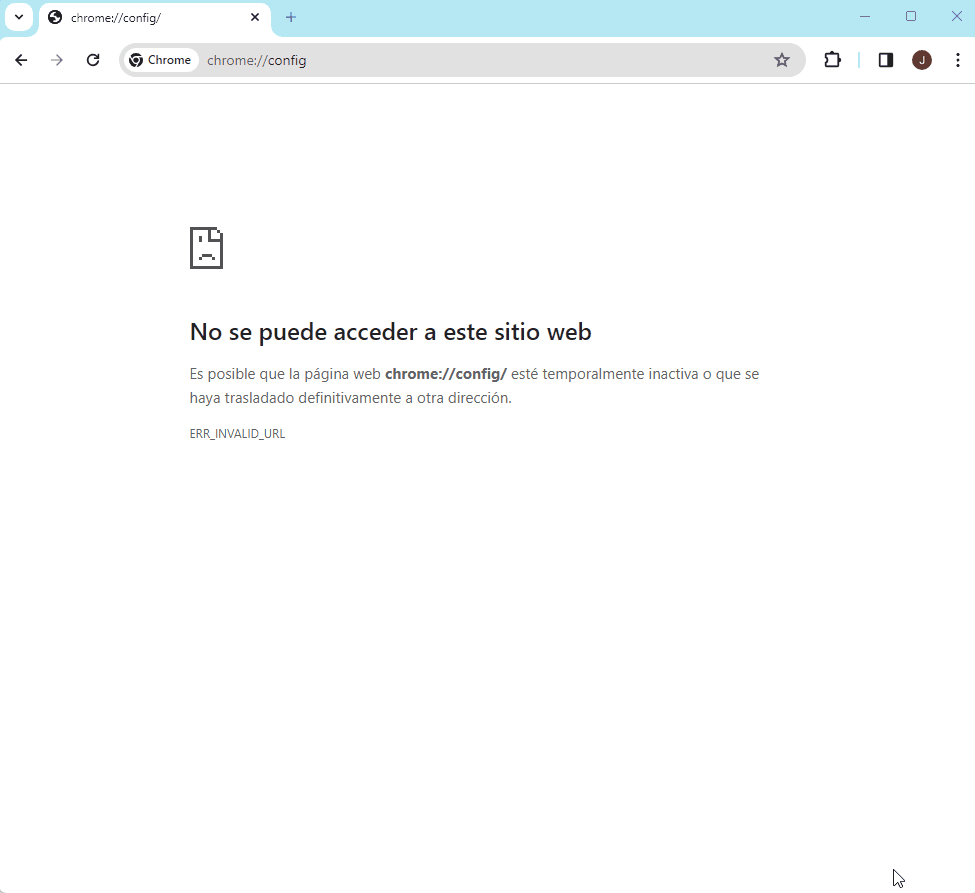 chrome://config/
Chrome chrome://config
J
No se puede acceder a este sitio web
Es posible que la página web chrome://config/ esté temporalmente inactiva o que se
haya trasladado definitivamente a otra dirección.
ERR_INVALID_URL